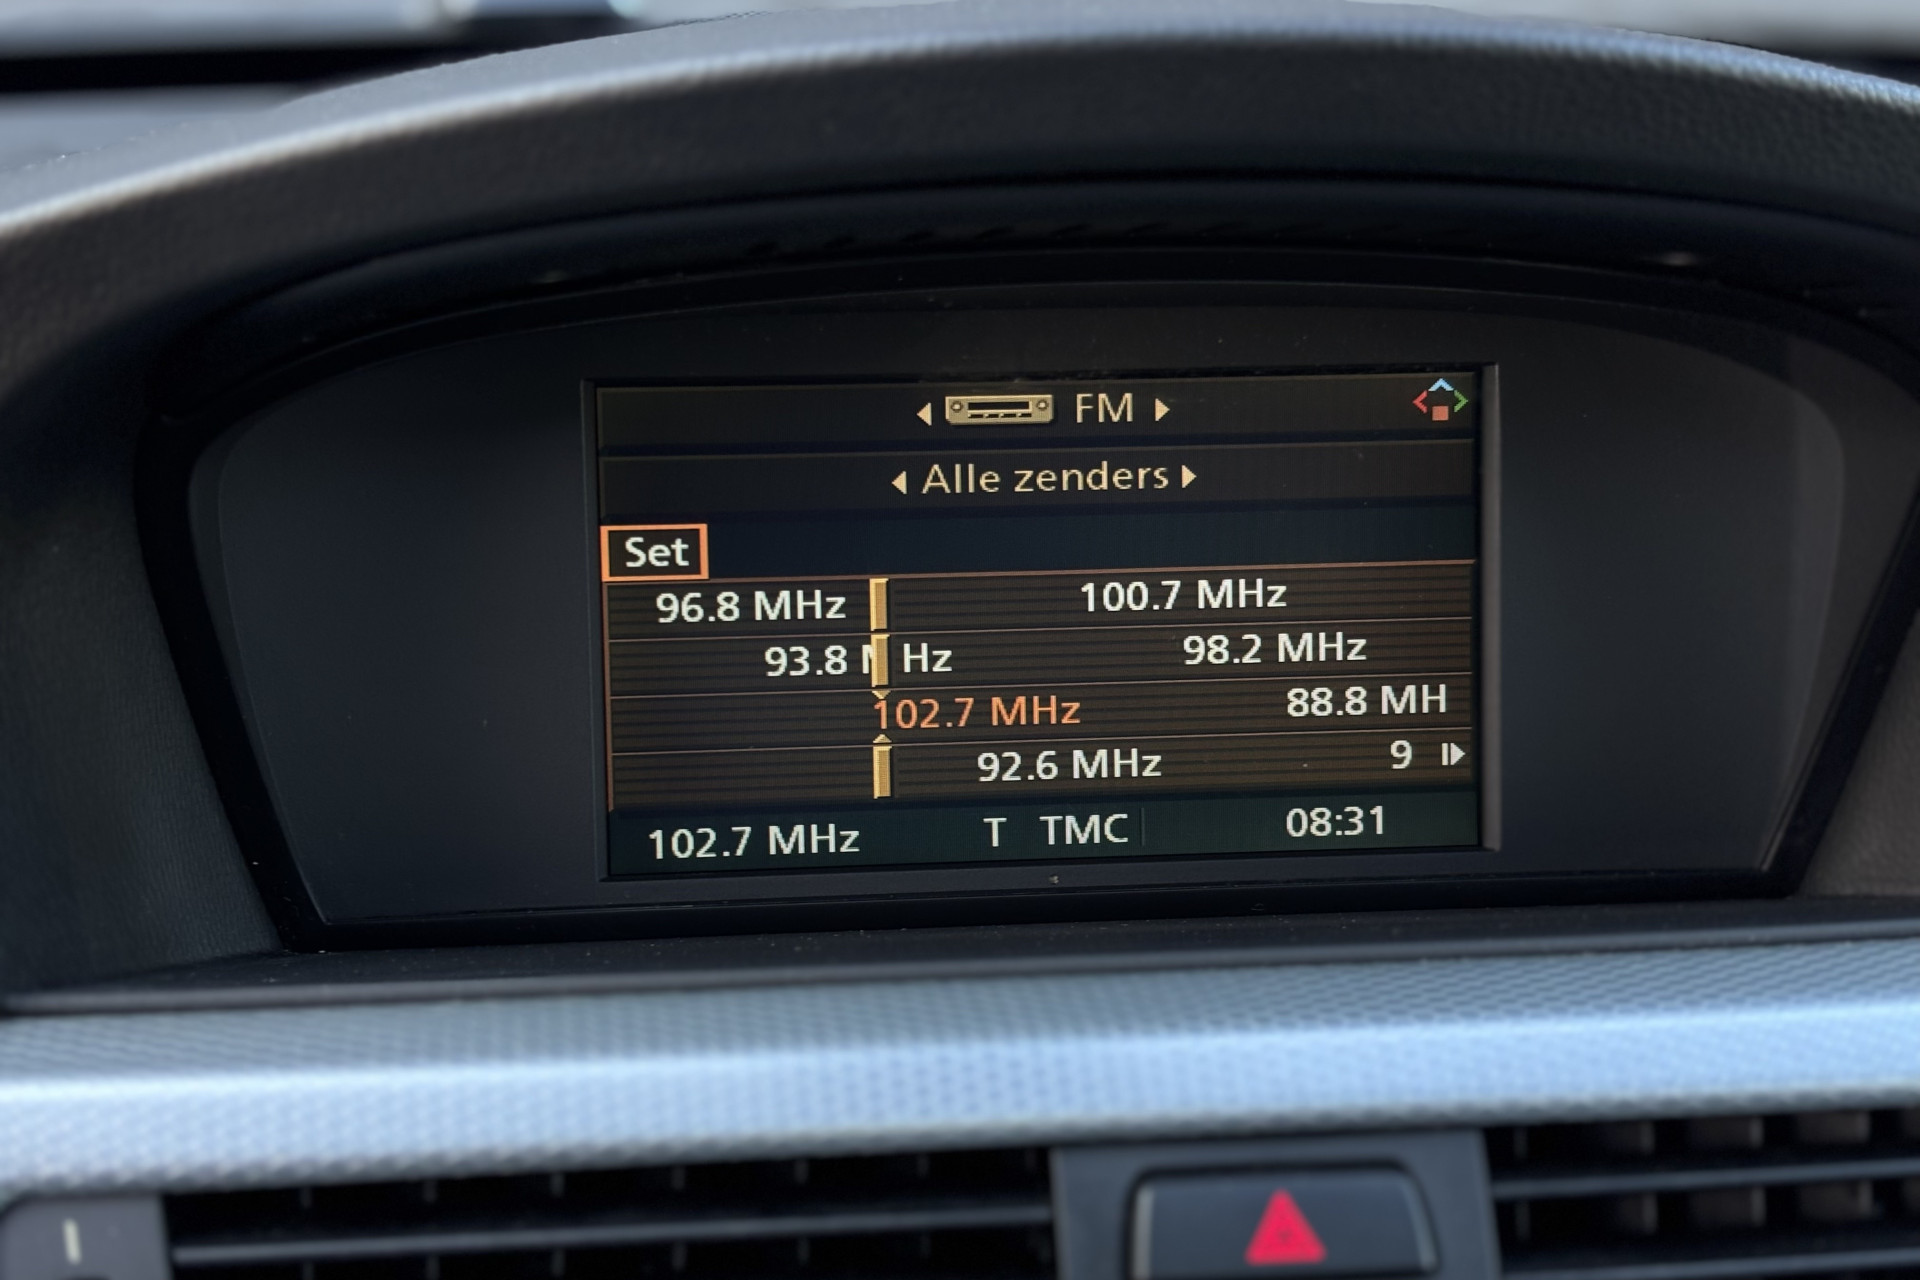 FM
Alle zenders
Set
96.8 MHz 100.7 MHz
93.8 M Hz 98.2 MHz
102.7 MHz 88.8 MH
92.6 MHz 9
102.7 MHz T TMC 08:31